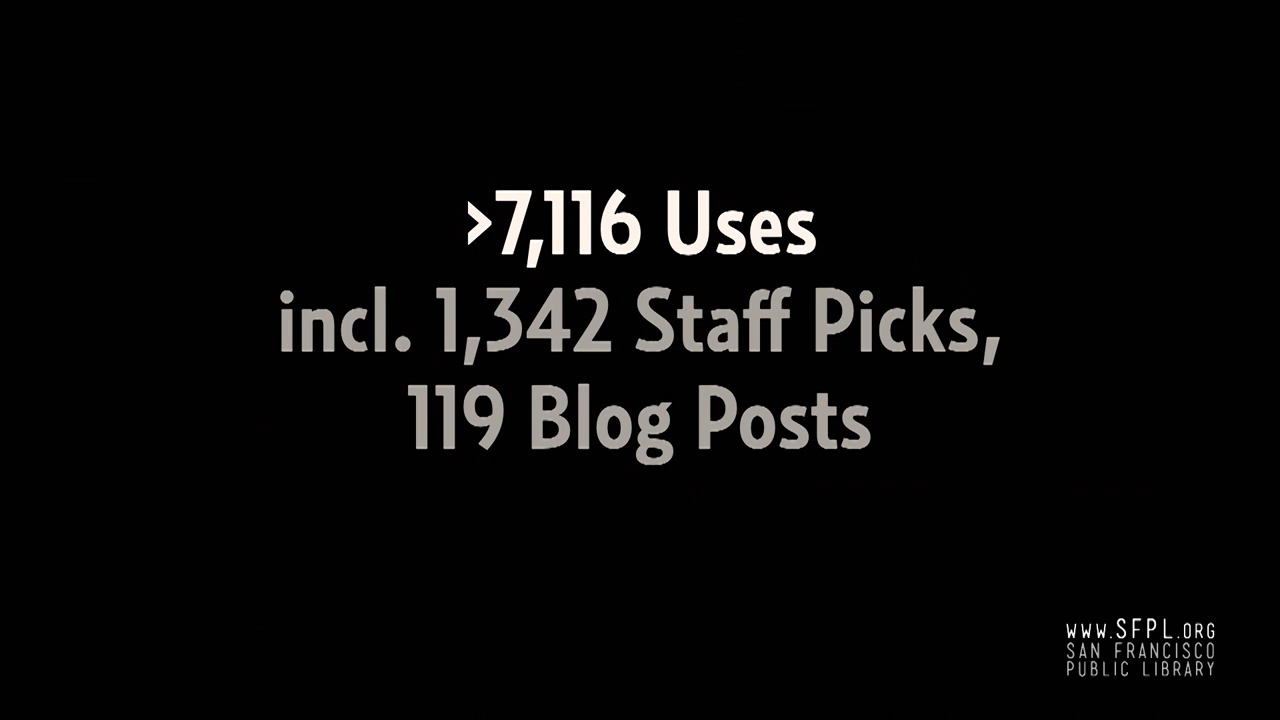 >7,116 Uses
incl. 1,342 Staff Picks,
119 Blog Posts
WWW.SFPL.ORG
SAN FRANCISCO
PUBLIC LIBRARY